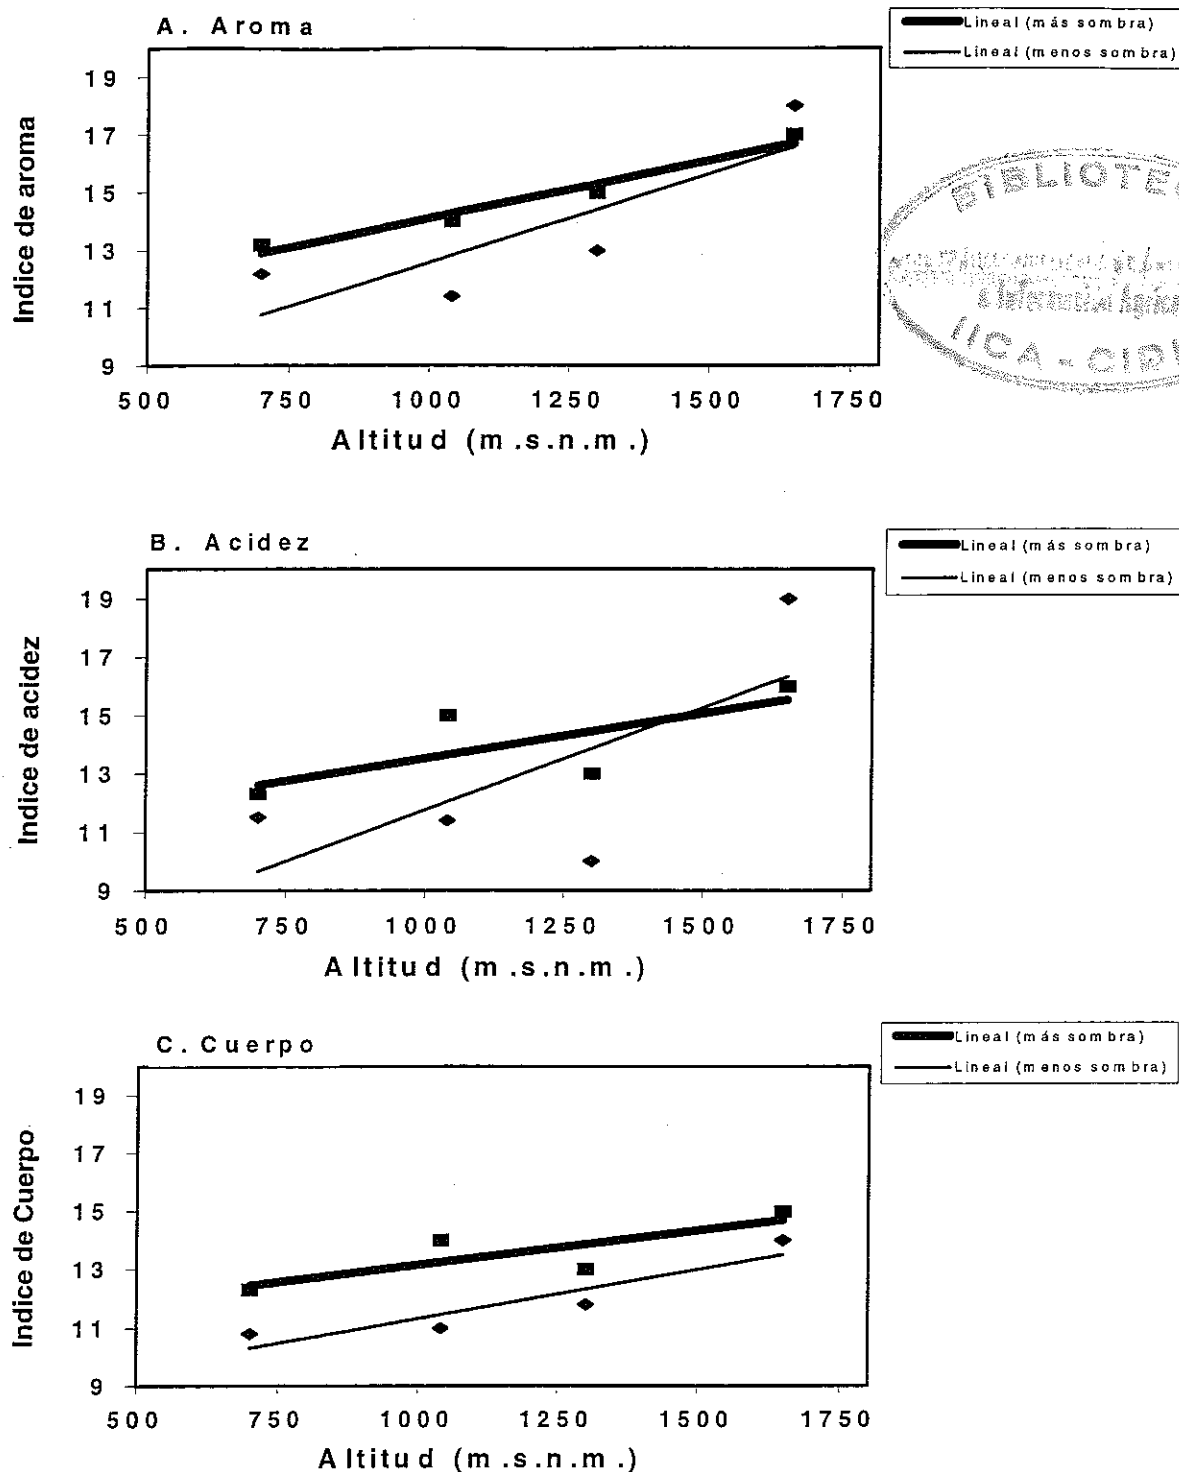 A. Aroma
Lineal (más sombra)
Lineal (menos sombra)
19
17
15
13
11
9
Indice de aroma
500 750 1000 1250 1500 1750
Altitud (m.s.n.m.)
BIBLIOTE
IICA - CIDI
B. Acidez
Lineal (más sombra)
Lineal (menos sombra)
19
17
15
13
11
9
Indice de acidez
500 750 1000 1250 1500 1750
Altitud (m.s.n.m.)
C. Cuerpo
Lineal (más sombra)
Lineal (menos sombra)
19
17
15
13
11
9
Indice de Cuerpo
500 750 1000 1250 1500 1750
Altitud (m.s.n.m.)